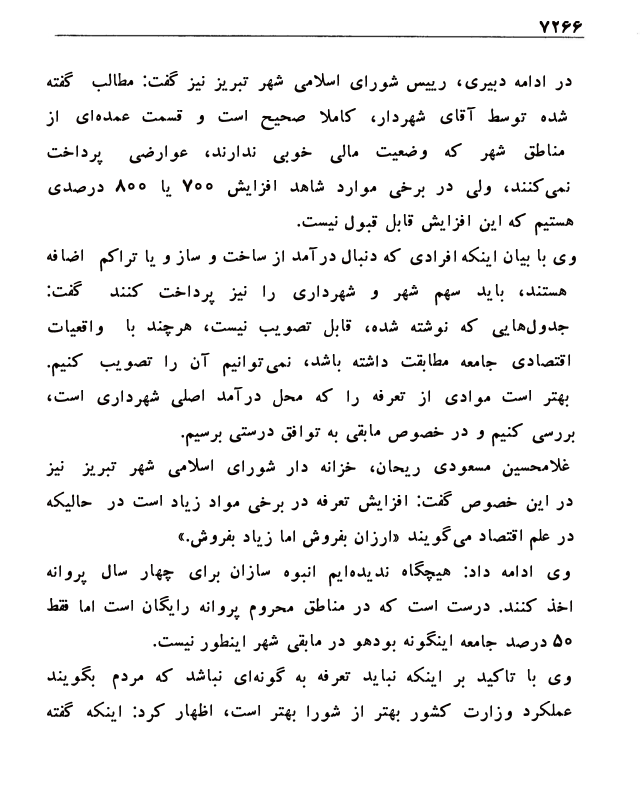 ۷۲۶۶
در ادامه دبیری، رییس شورای اسلامی شهر تبریز نیز گفت: مطالب گفته
شده توسط آقای شهردار، کاملا صحیح است و قسمت عمده‌ای از
مناطق شهر که وضعیت مالی خوبی ندارند، عوارضی پرداخت
نمی‌کنند، ولی در برخی موارد شاهد افزایش ۷۰۰ یا ۸۰۰ درصدی
هستیم که این افزایش قابل قبول نیست.
وی با بیان اینکه افرادی که دنبال درآمد از ساخت و ساز و یا تراکم اضافه
هستند، باید سهم شهر و شهرداری را نیز پرداخت کنند گفت:
جدول‌هایی که نوشته شده، قابل تصویب نیست، هرچند با واقعیات
اقتصادی جامعه مطابقت داشته باشد، نمی‌توانیم آن را تصویب کنیم.
بهتر است موادی از تعرفه را که محل درآمد اصلی شهرداری است،
بررسی کنیم و در خصوص مابقی به توافق درستی برسیم.
غلامحسین مسعودی ریحان، خزانه دار شورای اسلامی شهر تبریز نیز
در این خصوص گفت: افزایش تعرفه در برخی مواد زیاد است در حالیکه
در علم اقتصاد می‌گویند «ارزان بفروش اما زیاد بفروش.»
وی ادامه داد: هیچگاه ندیده‌ایم انبوه سازان برای چهار سال پروانه
اخذ کنند. درست است که در مناطق محروم پروانه رایگان است اما فقط
۵۰ درصد جامعه اینگونه بودهو در مابقی شهر اینطور نیست.
وی با تاکید بر اینکه نباید تعرفه به گونه‌ای نباشد که مردم بگویند
عملکرد وزارت کشور بهتر از شورا بهتر است، اظهار کرد: اینکه گفته